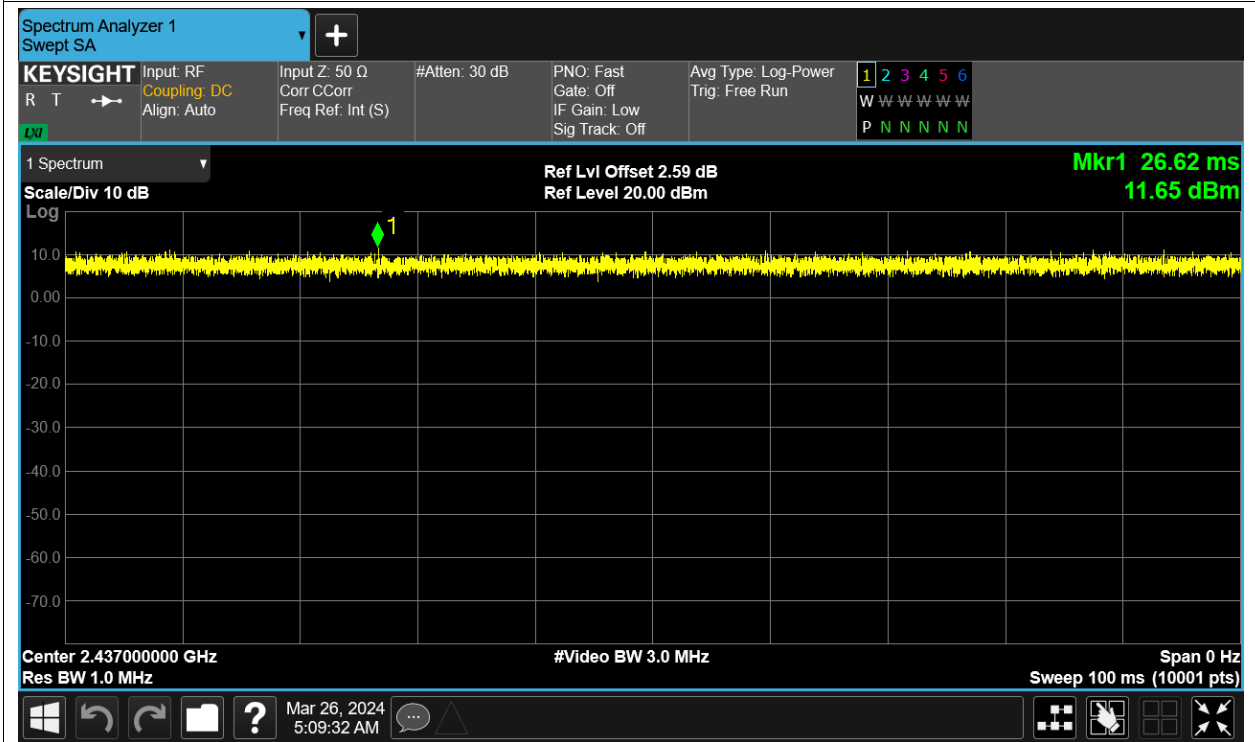 Spectrum Analyzer 1
Swept SA
KEYSIGHT
R T
LXI
Input: RF
Coupling: DC
Align: Auto
Input Z: 50 Ω
Corr CCorr
Freq Ref: Int (S)
#Atten: 30 dB
PNO: Fast
Gate: Off
IF Gain: Low
Sig Track: Off
Avg Type: Log-Power
Trig: Free Run
1 2 3 4 5 6
W W W W W W
P N N N N N
1 Spectrum
Scale/Div 10 dB
Log
Ref Lvl Offset 2.59 dB
Ref Level 20.00 dBm
Mkr1 26.62 ms
11.65 dBm
1
10.0
0.00
-10.0
-20.0
-30.0
-40.0
-50.0
-60.0
-70.0
Center 2.437000000 GHz
Res BW 1.0 MHz
#Video BW 3.0 MHz
Span 0 Hz
Sweep 100 ms (10001 pts)
?
Mar 26, 2024
5:09:32 AM